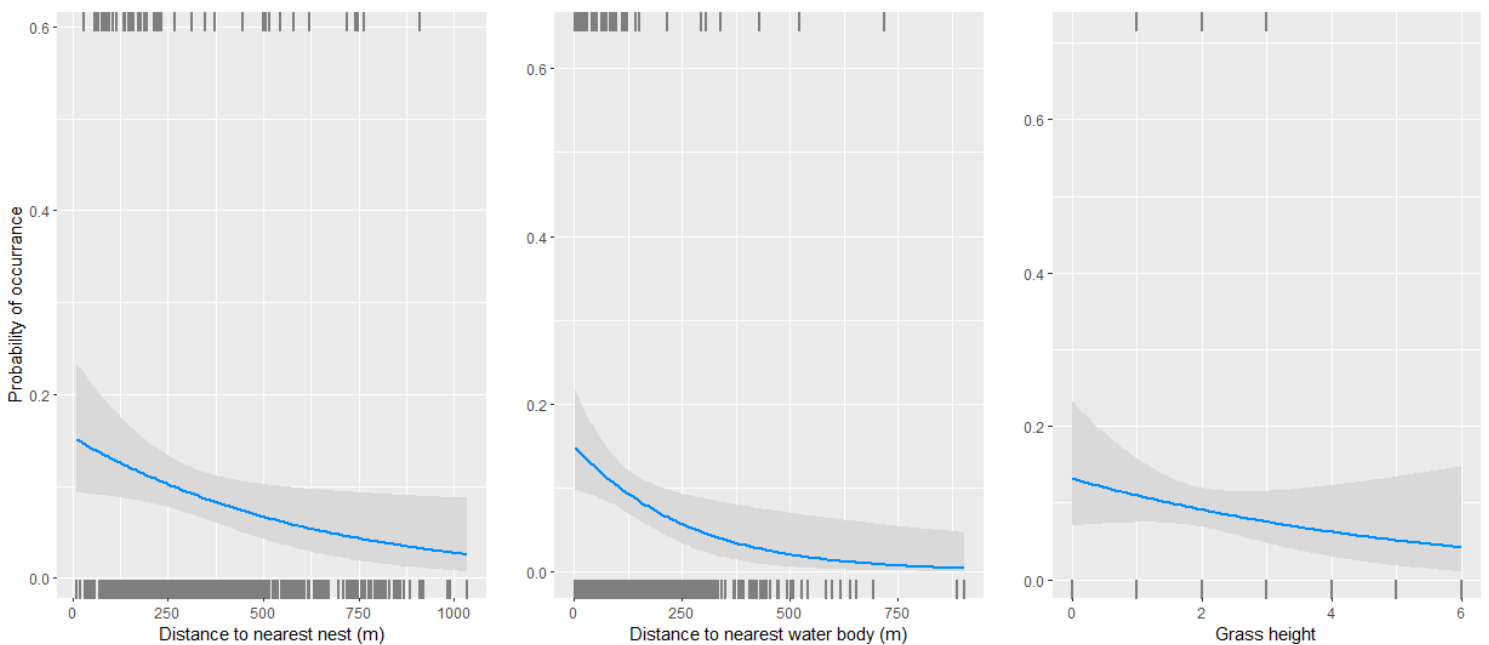 Probability of occurrance
0.6
0.4
0.2
0.0
0 250 500 750 1000
Distance to nearest nest (m)
0.6
0.4
0.2
0.0
0 250 500 750
Distance to nearest water body (m)
0.6
0.4
0.2
0.0
0 2 4 6
Grass height